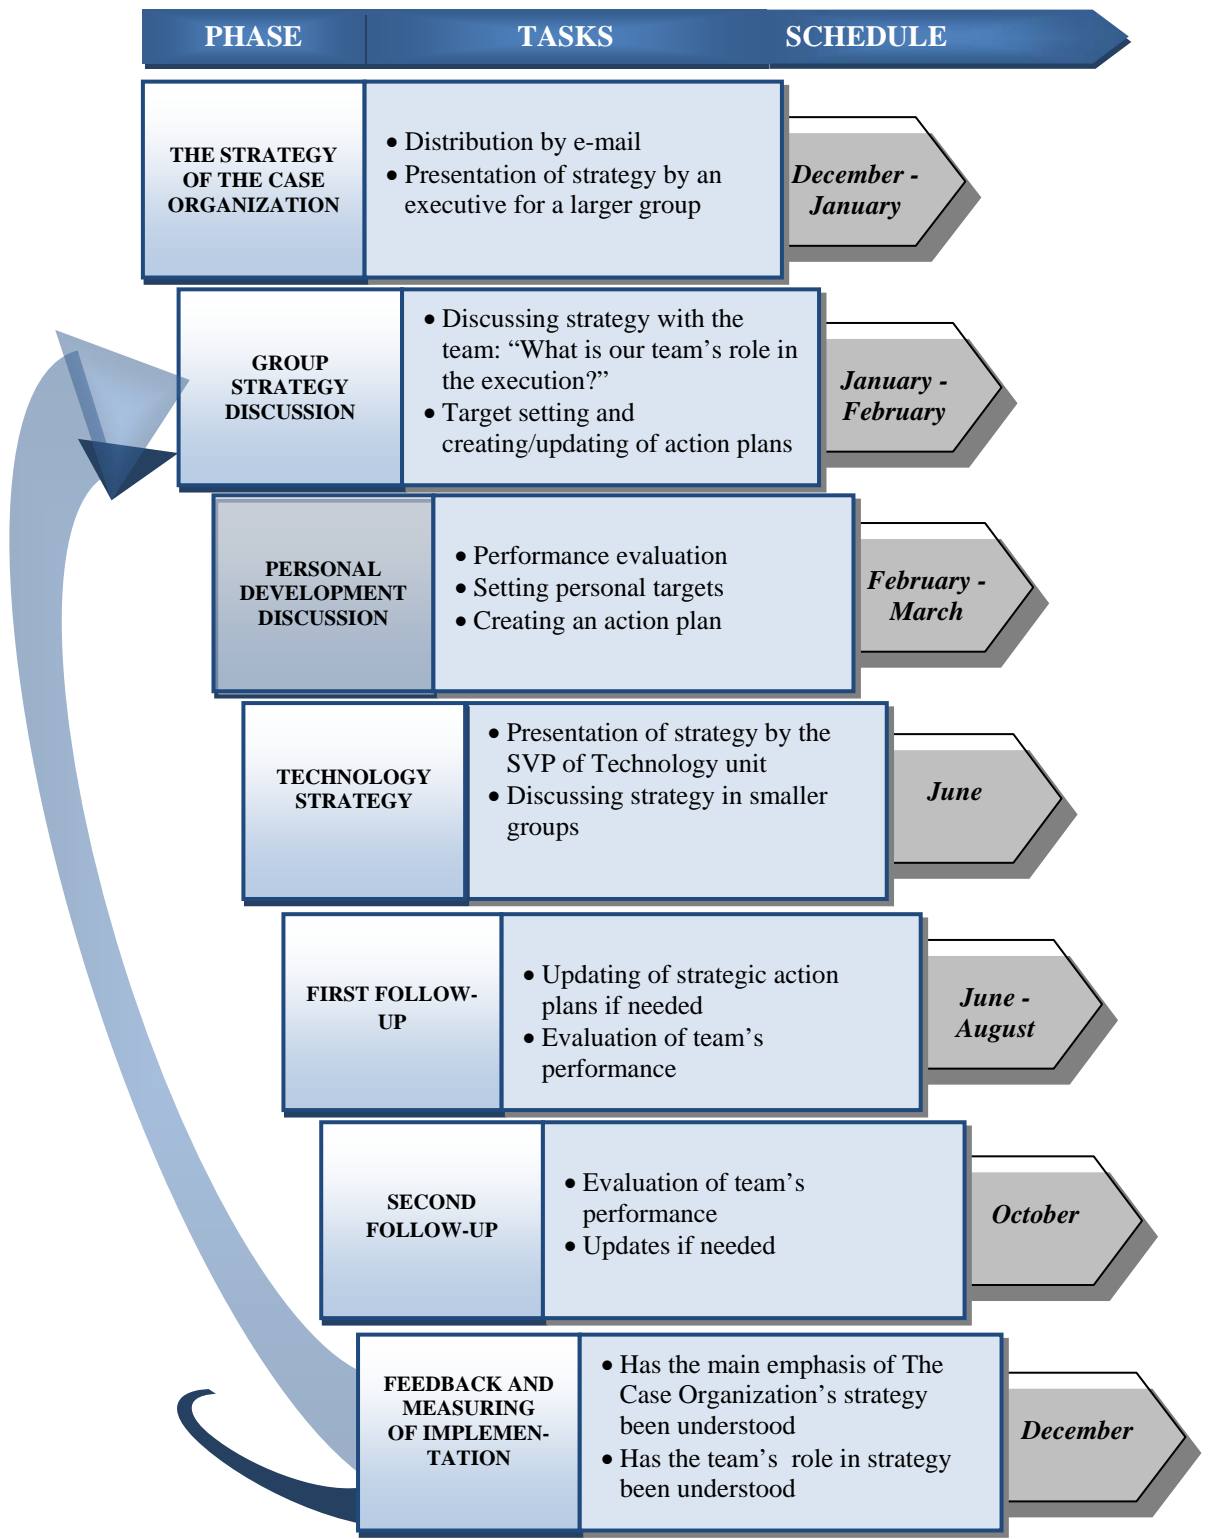 PHASE TASKS SCHEDULE
THE STRATEGY
OF THE CASE
ORGANIZATION
• Distribution by e-mail
• Presentation of strategy by an
executive for a larger group
December -
January
GROUP
STRATEGY
DISCUSSION
• Discussing strategy with the
team: “What is our team’s role in
the execution?”
• Target setting and
creating/updating of action plans
January -
February
PERSONAL
DEVELOPMENT
DISCUSSION
• Performance evaluation
• Setting personal targets
• Creating an action plan
February -
March
TECHNOLOGY
STRATEGY
• Presentation of strategy by the
SVP of Technology unit
• Discussing strategy in smaller
groups
June
FIRST FOLLOW-
UP
• Updating of strategic action
plans if needed
• Evaluation of team’s
performance
June -
August
SECOND
FOLLOW-UP
• Evaluation of team’s
performance
• Updates if needed
October
FEEDBACK AND
MEASURING
OF IMPLEMEN-
TATION
• Has the main emphasis of The
Case Organization’s strategy
been understood
• Has the team’s role in strategy
been understood
December